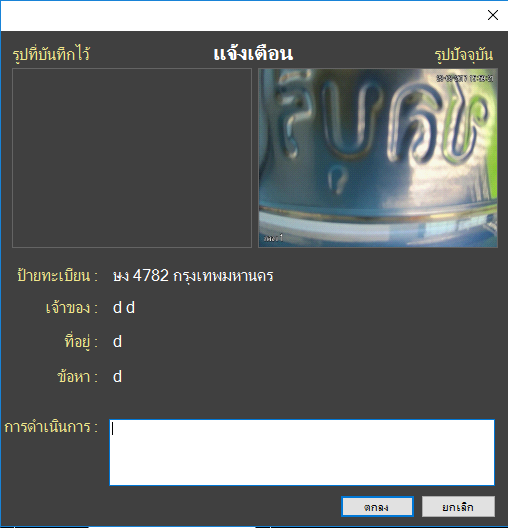 แจ้งเตือน
รูปที่บันทึกไว้
รูปปัจจุบัน
ป้ายทะเบียน : ษง 4782 กรุงเทพมหานคร
เจ้าของ : d d
ที่อยู่ : d
ข้อหา : d
การดำเนินการ :
ตกลง
ยกเลิก